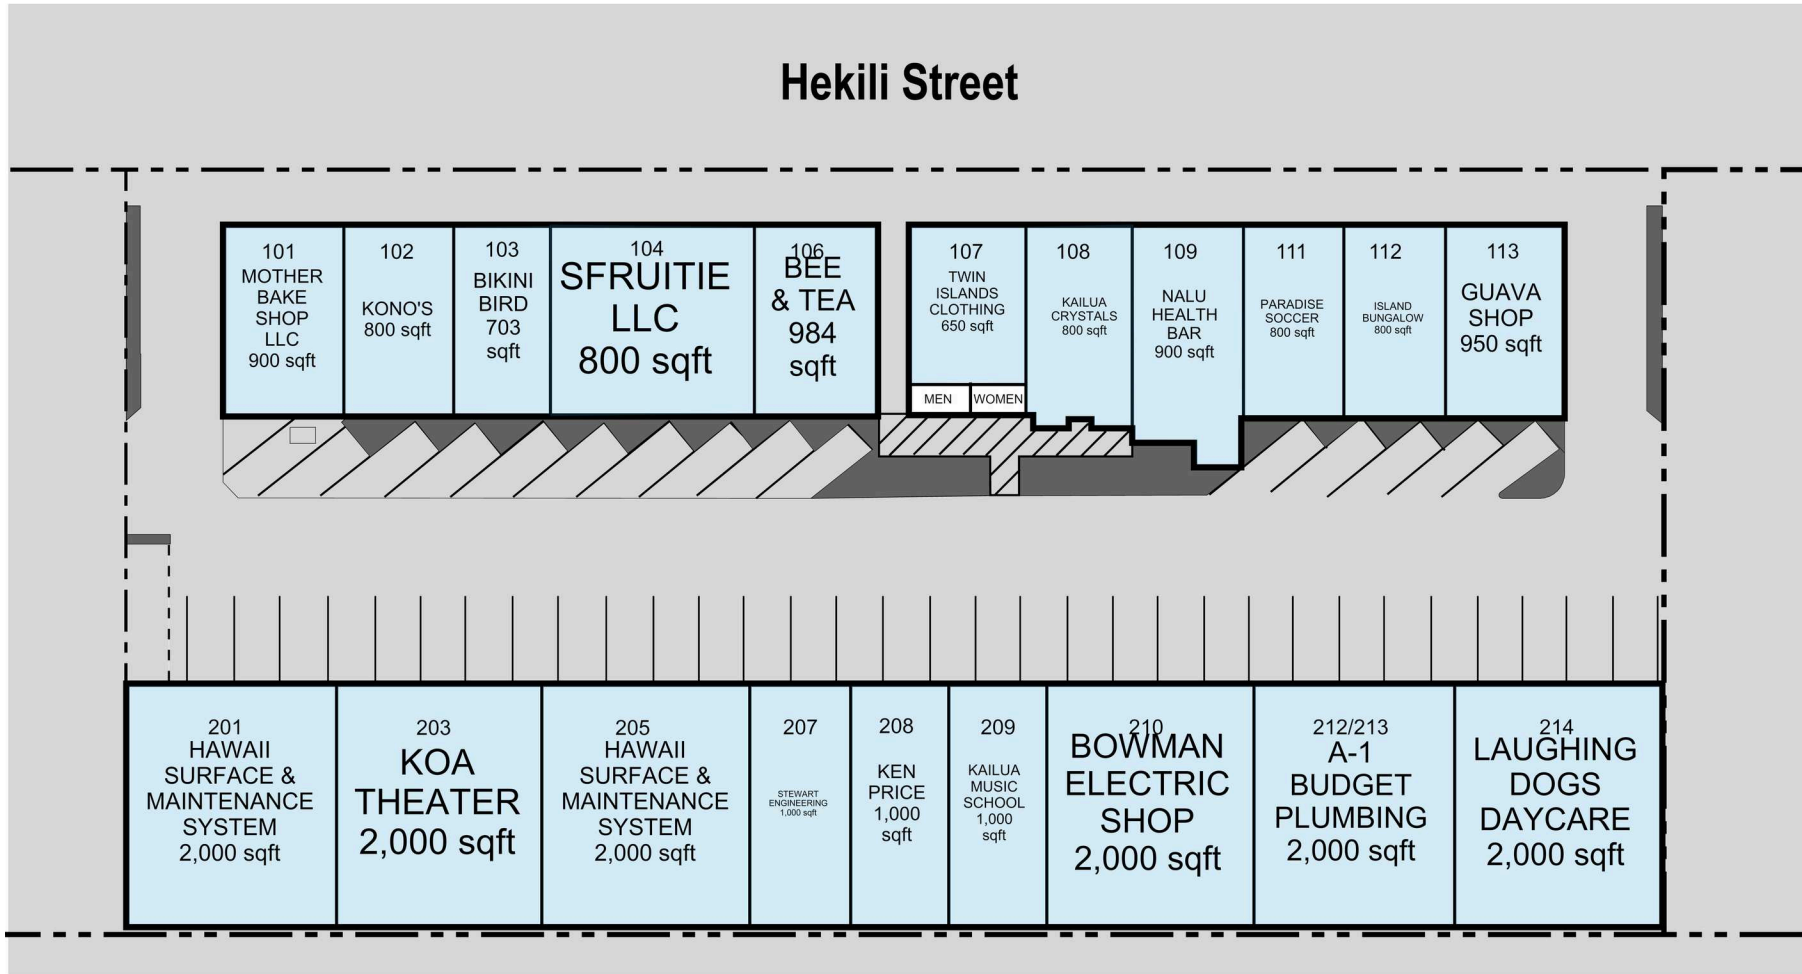 Hekili Street
101
MOTHER
BAKE
SHOP
LLC
900 sqft
102
KONO'S
800 sqft
103
BIKINI
BIRD
703
sqft
104
SFRUITIE
LLC
800 sqft
106
BEE
& TEA
984
sqft
107
TWIN
ISLANDS
CLOTHING
650 sqft
MEN
WOMEN
108
KAILUA
CRYSTALS
800 sqft
109
NALU
HEALTH
BAR
900 sqft
111
PARADISE
SOCCER
800 sqft
112
ISLAND
BUNGALOW
800 sqft
113
GUAVA
SHOP
950 sqft
201
HAWAII
SURFACE &
MAINTENANCE
SYSTEM
2,000 sqft
203
KOA
THEATER
2,000 sqft
205
HAWAII
SURFACE &
MAINTENANCE
SYSTEM
2,000 sqft
207
STEWART
ENGINEERING
1,000 sqft
208
KEN
PRICE
1,000
sqft
209
KAILUA
MUSIC
SCHOOL
1,000
sqft
210
BOWMAN
ELECTRIC
SHOP
2,000 sqft
212/213
A-1
BUDGET
PLUMBING
2,000 sqft
214
LAUGHING
DOGS
DAYCARE
2,000 sqft